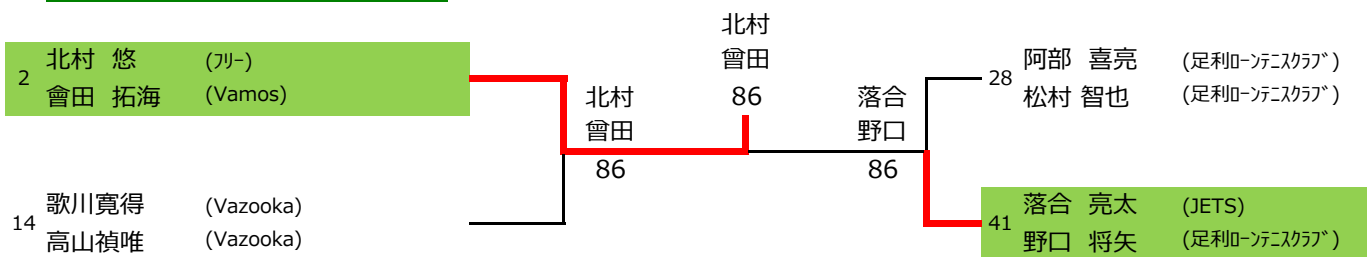 2
北村 悠 (ﾌﾘｰ)
會田 拓海 (Vamos)
14
歌川寛得 (Vazooka)
高山禎唯 (Vazooka)
北村
曾田
86
北村
曾田
86
落合
野口
86
28
阿部 喜亮 (足利ﾛｰﾝﾃﾆｽｸﾗﾌﾞ)
松村 智也 (足利ﾛｰﾝﾃﾆｽｸﾗﾌﾞ)
41
落合 亮太 (JETS)
野口 将矢 (足利ﾛｰﾝﾃﾆｽｸﾗﾌﾞ)